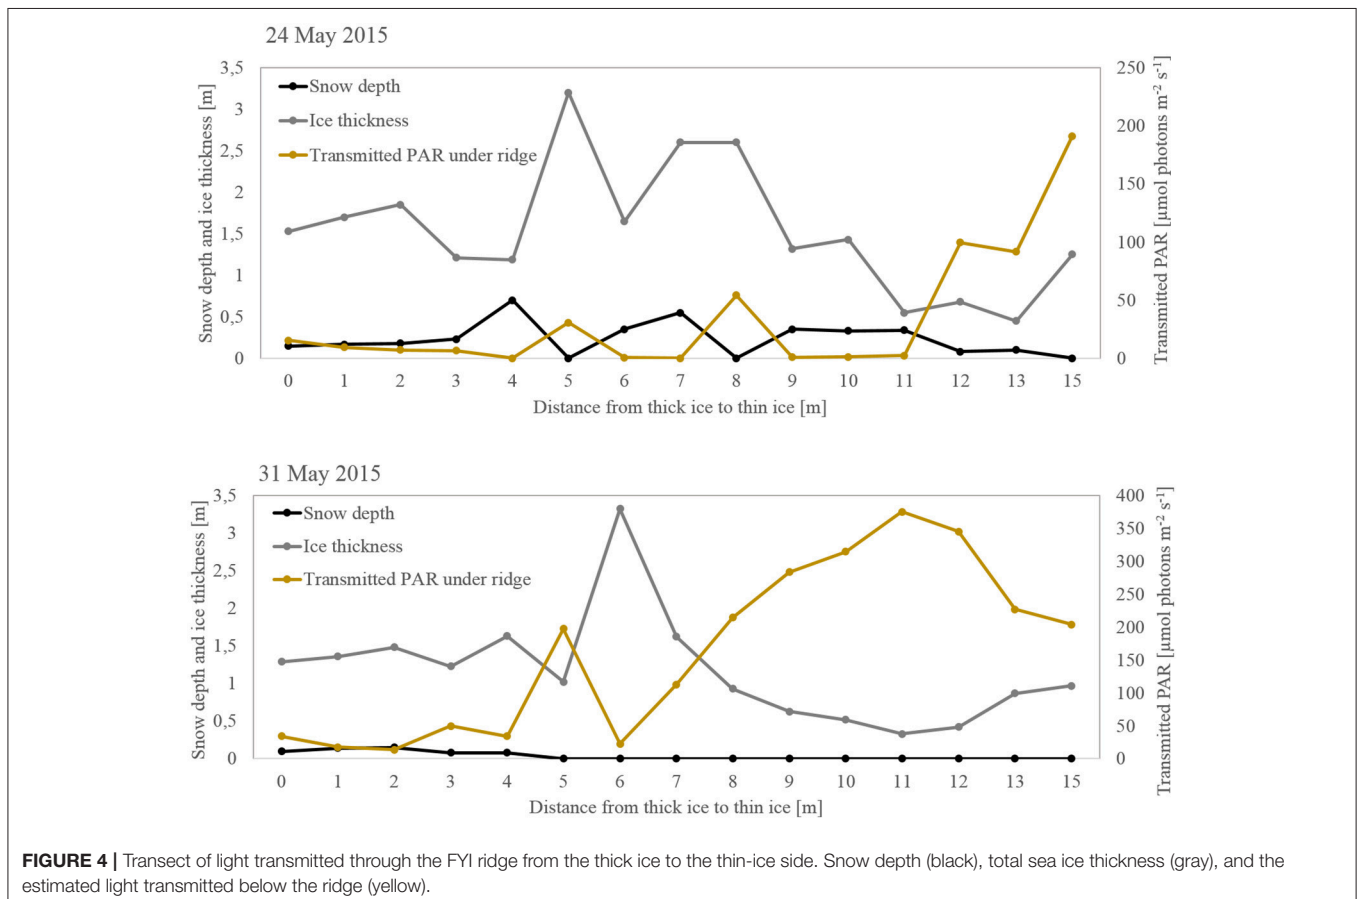 24 May 2015
3,5
3
2,5
2
1,5
1
0,5
0
Snow depth and ice thickness [m]
Snow depth
Ice thickness
Transmitted PAR under ridge
250
200
150
100
50
0
Transmitted PAR [µmol photons m⁻² s⁻¹]
0 1 2 3 4 5 6 7 8 9 10 11 12 13 15
Distance from thick ice to thin ice [m]
31 May 2015
3,5
3
2,5
2
1,5
1
0,5
0
Snow depth and ice thickness [m]
Snow depth
Ice thickness
Transmitted PAR under ridge
400
350
300
250
200
150
100
50
0
Transmitted PAR [µmol photons m⁻² s⁻¹]
0 1 2 3 4 5 6 7 8 9 10 11 12 13 15
Distance from thick ice to thin ice [m]
FIGURE 4 | Transect of light transmitted through the FYI ridge from the thick ice to the thin-ice side. Snow depth (black), total sea ice thickness (gray), and the
estimated light transmitted below the ridge (yellow).